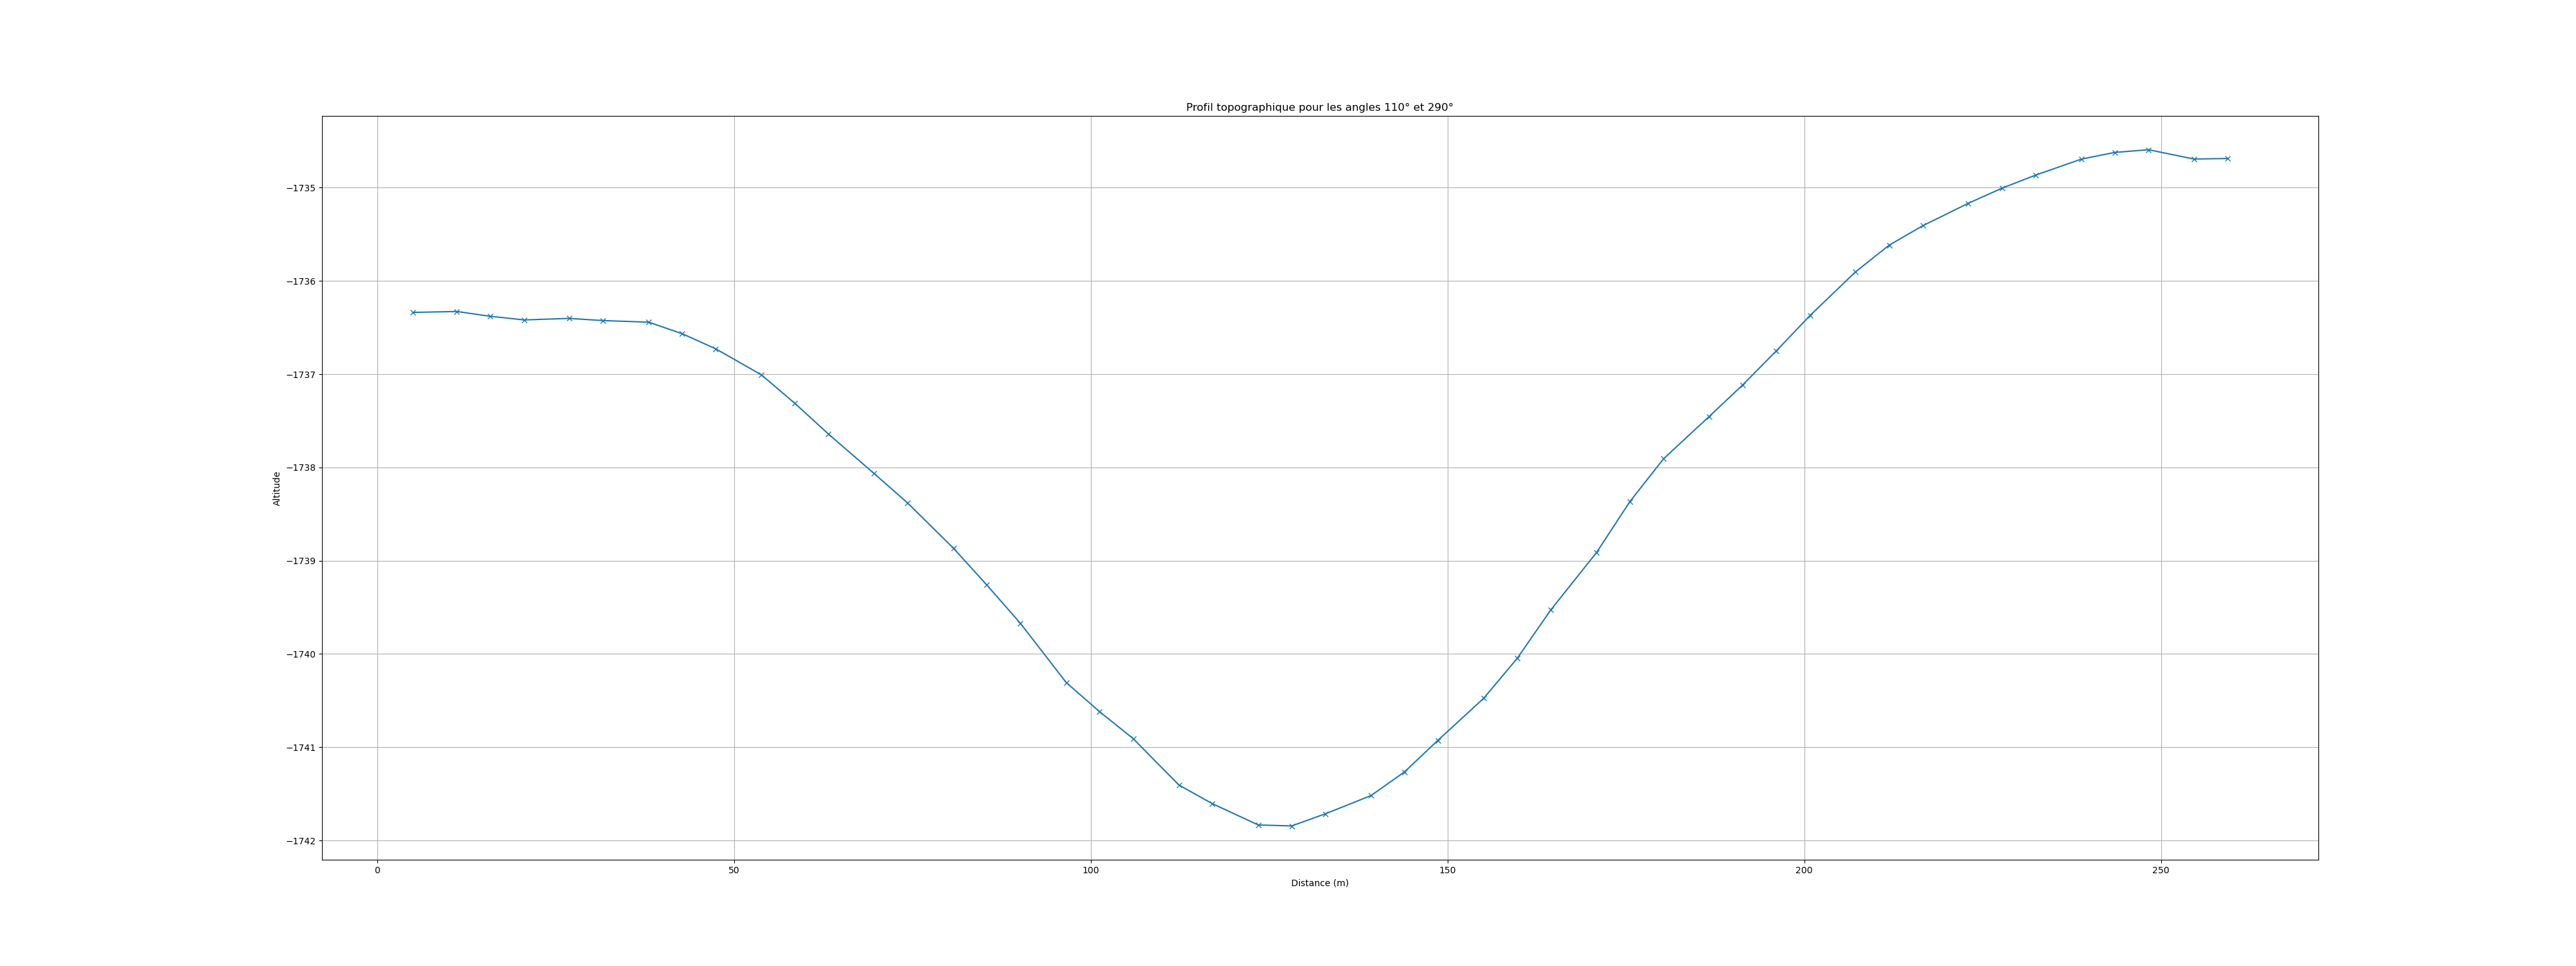 Profil topographique pour les angles 110° et 290°
Altitude
−1735
−1736
−1737
−1738
−1739
−1740
−1741
−1742
0 50 100 150 200 250
Distance (m)